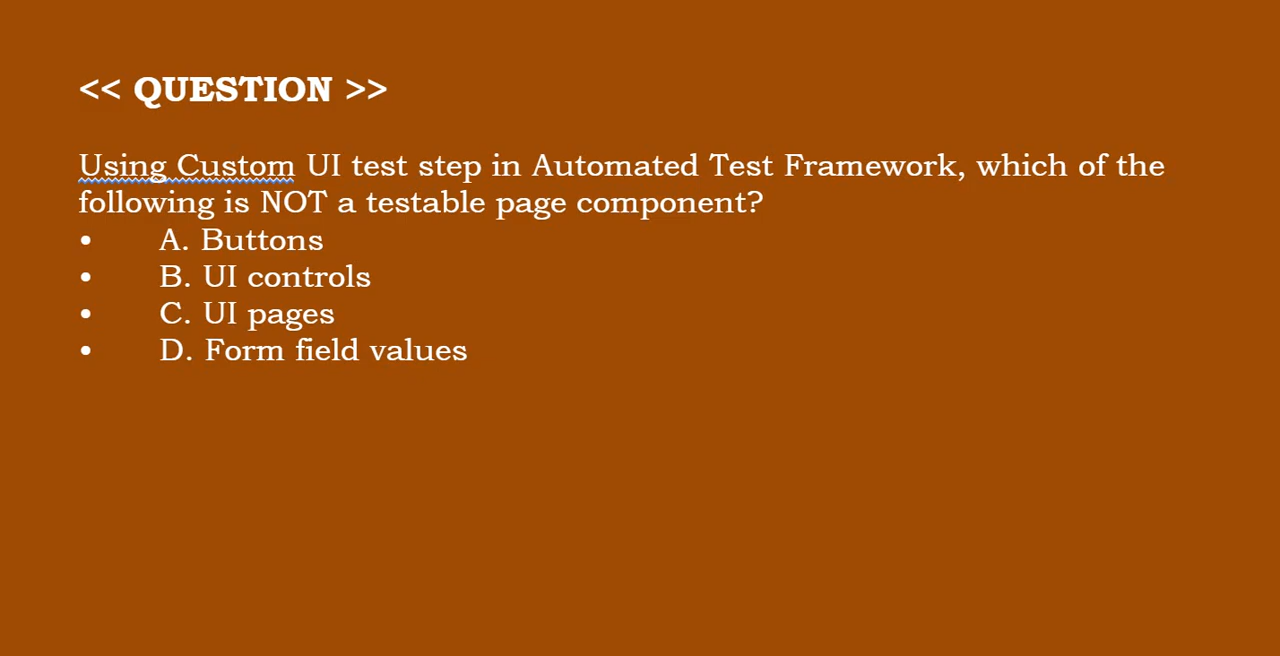 << QUESTION >>
Using Custom UI test step in Automated Test Framework, which of the
following is NOT a testable page component?
• A. Buttons
• B. UI controls
• C. UI pages
• D. Form field values